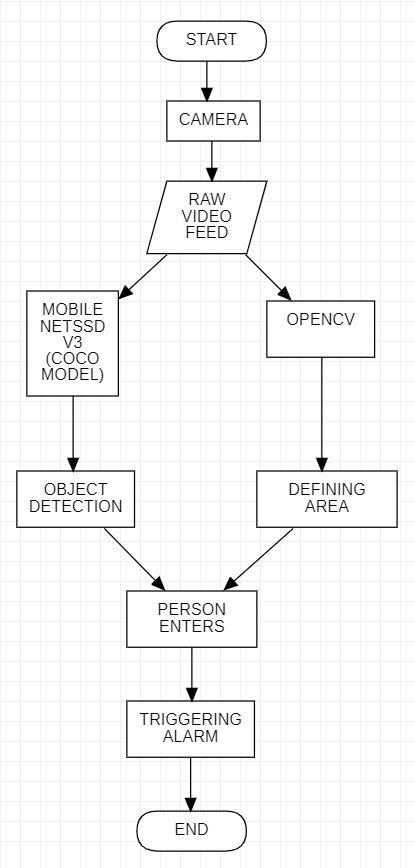 START
CAMERA
RAW
VIDEO
FEED
MOBILE
NETSSD
V3
(COCO
MODEL)
OPENCV
OBJECT
DETECTION
DEFINING
AREA
PERSON
ENTERS
TRIGGERING
ALARM
END